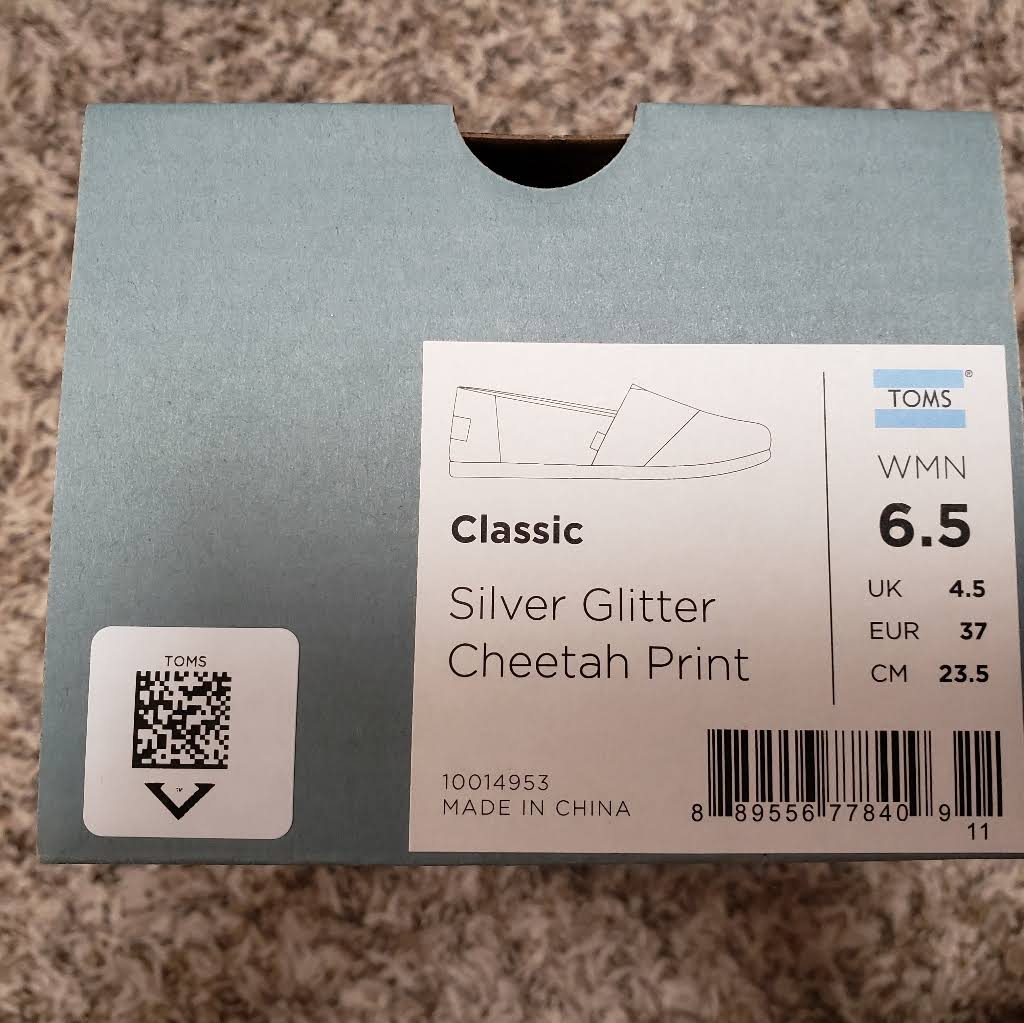 TOMS®
WMN
6.5
UK 4.5
EUR 37
CM 23.5
Classic
Silver Glitter
Cheetah Print
10014953
MADE IN CHINA
8 89556 77840 9
11
TOMS
™